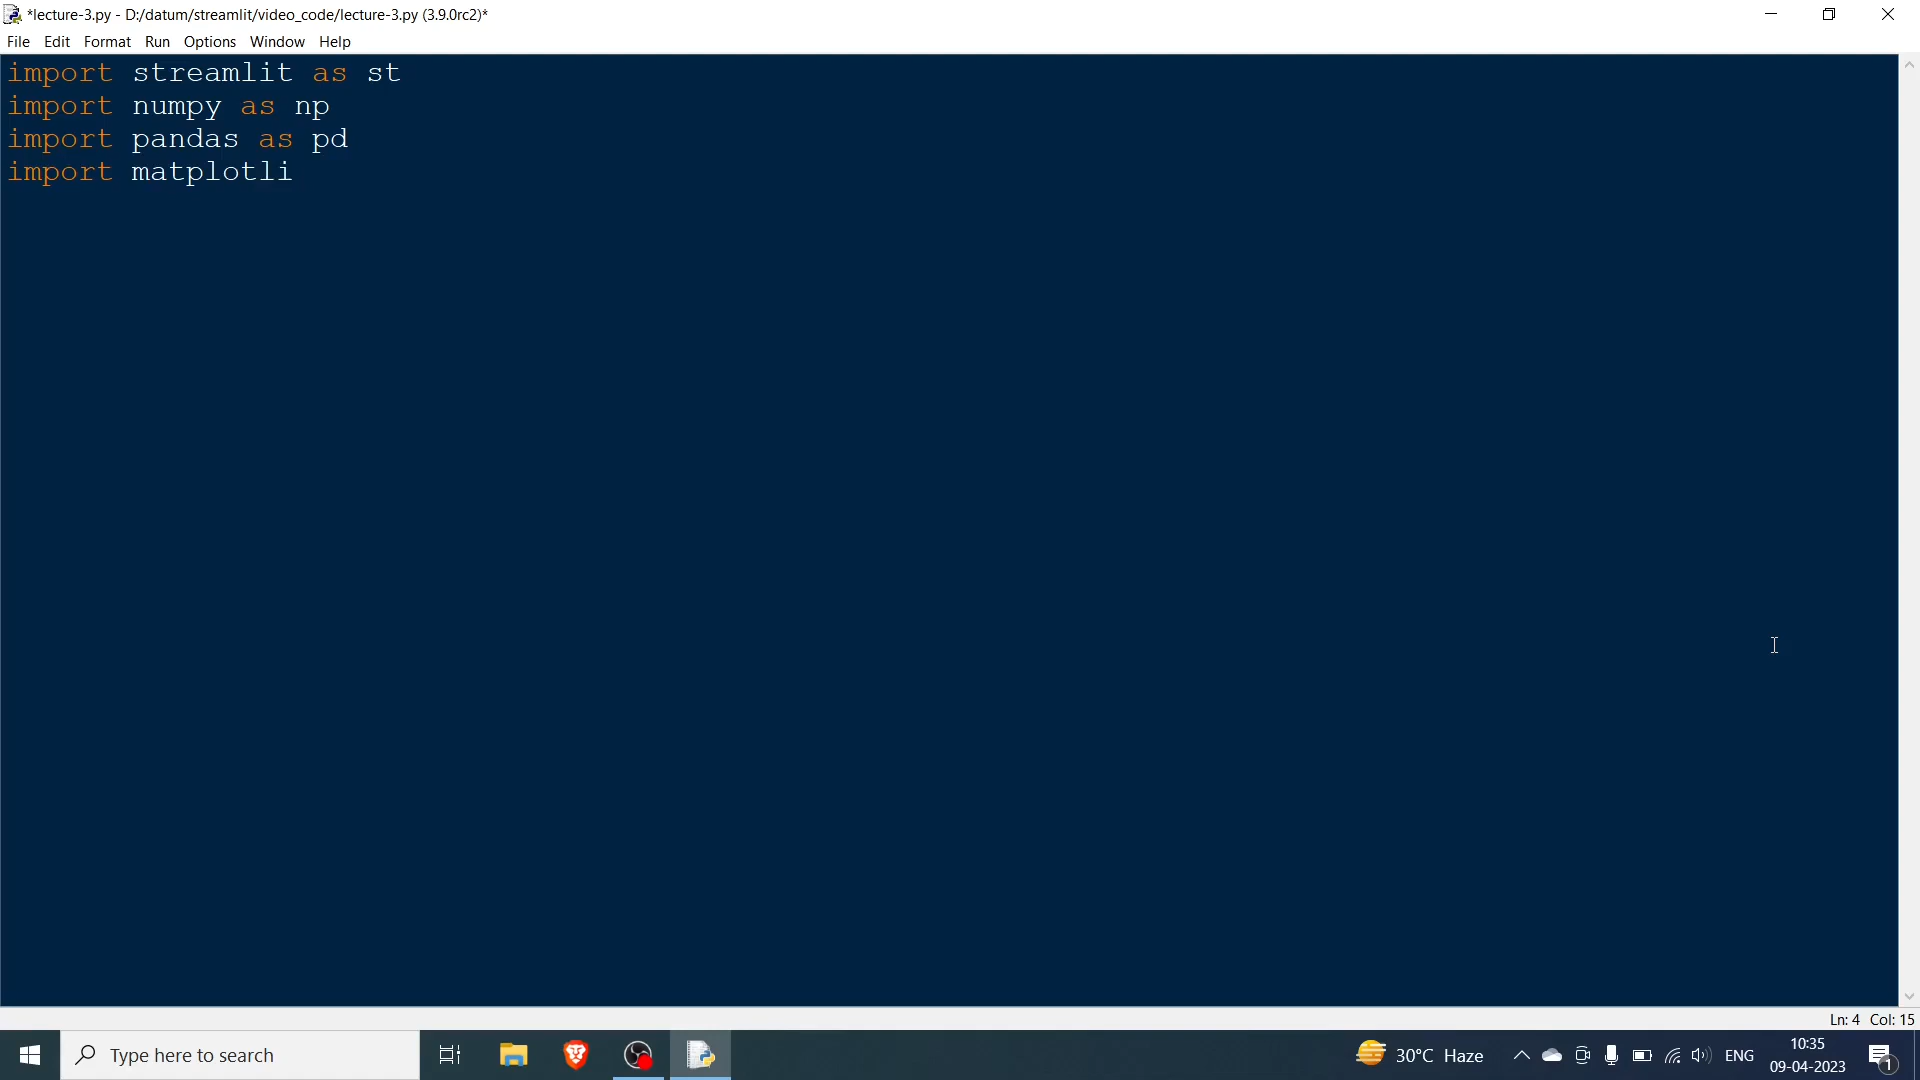 *lecture-3.py - D:/datum/streamlit/video_code/lecture-3.py (3.9.0rc2)*
File Edit Format Run Options Window Help
import streamlit as st
import numpy as np
import pandas as pd
import matplotli
Ln: 4 Col: 15
Type here to search
30°C Haze
ENG
10:35
09-04-2023
1